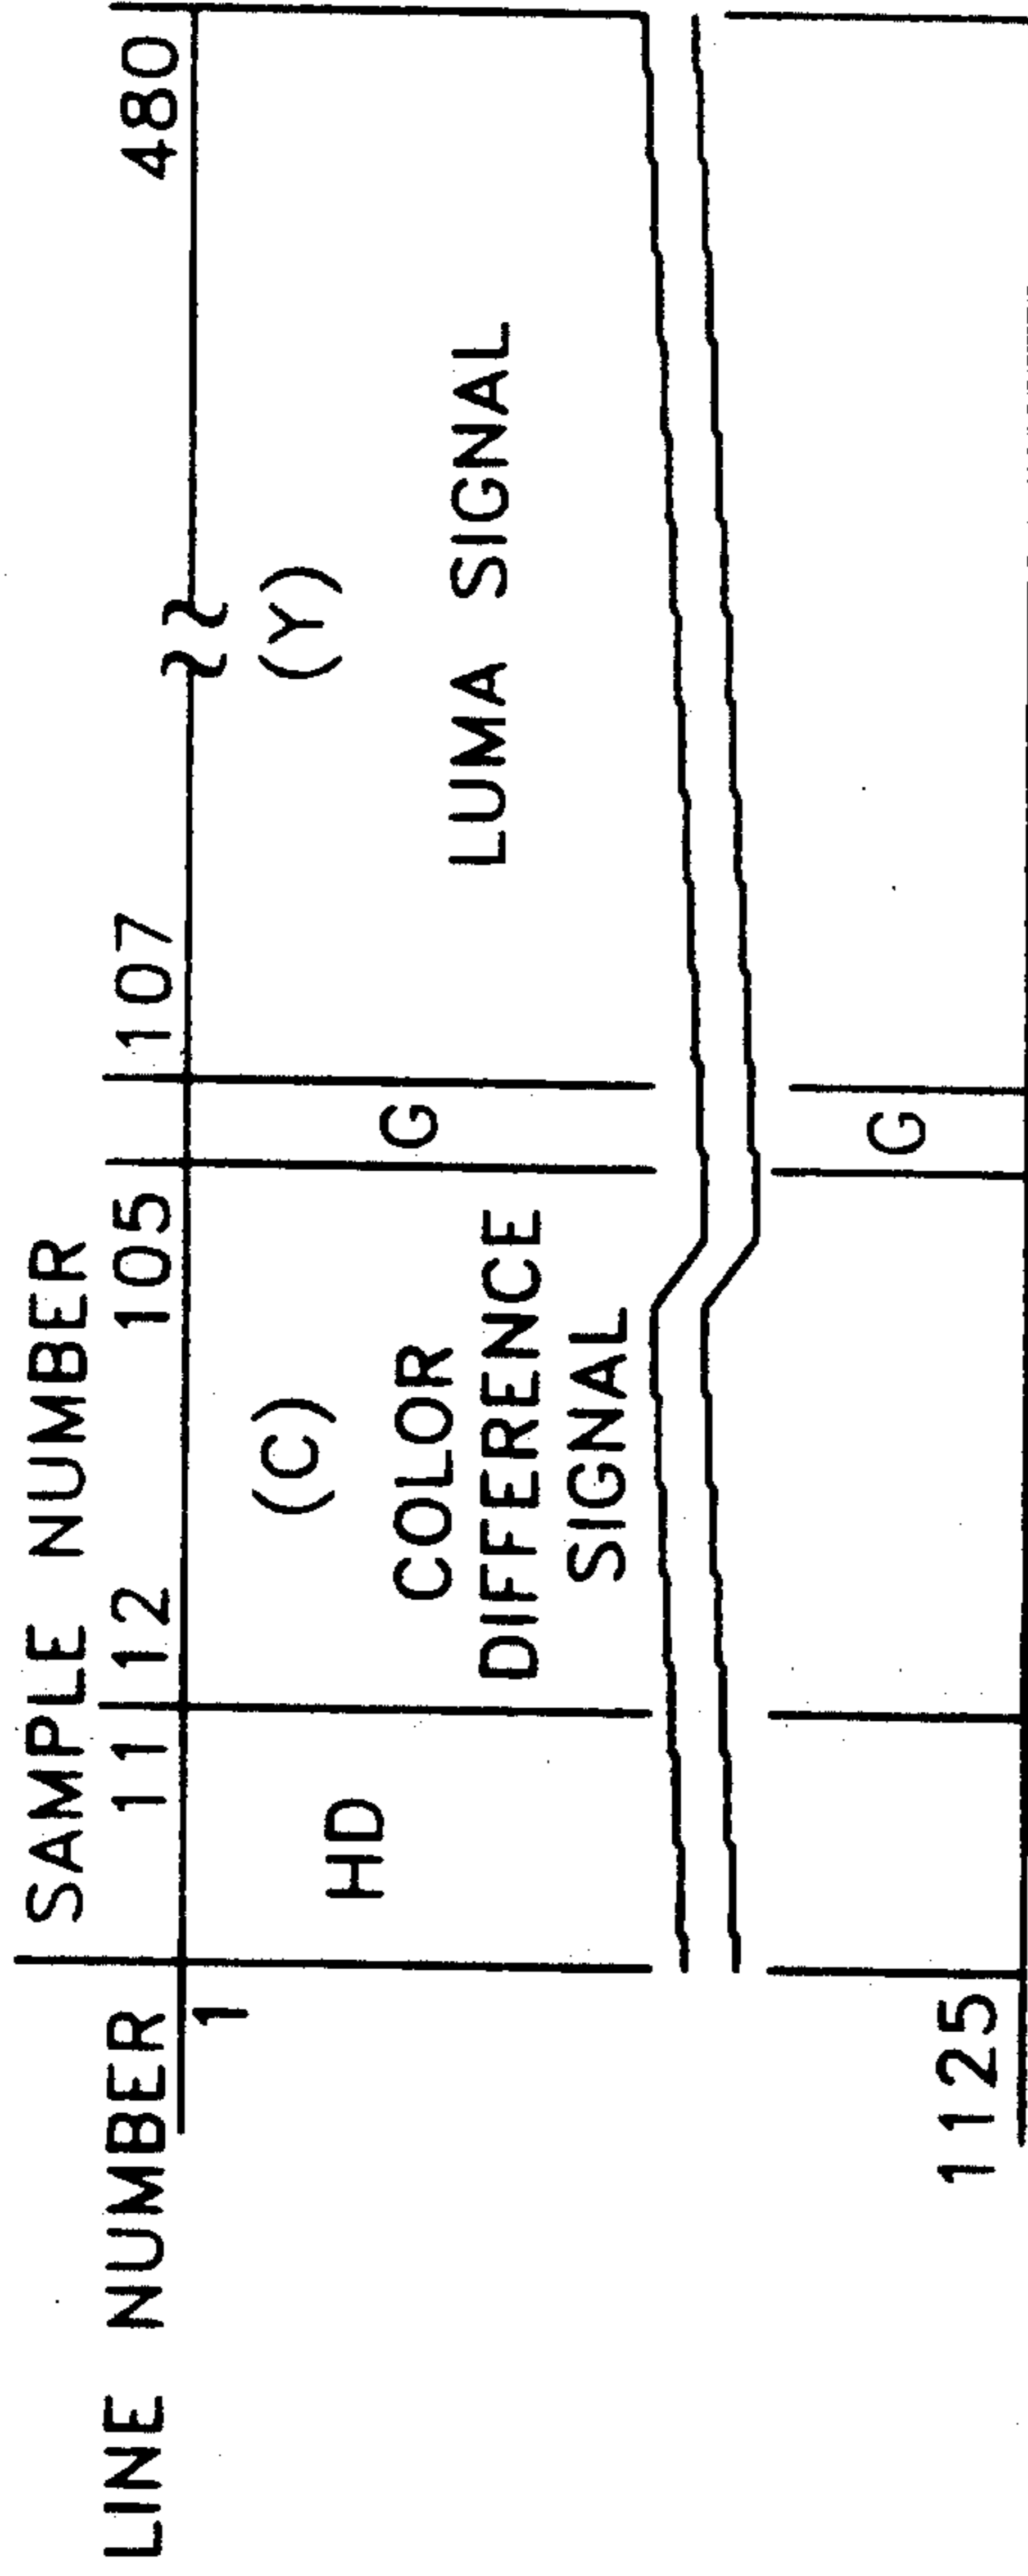 SAMPLE NUMBER
LINE NUMBER
11 12 105 107 480
1
HD
(C)
COLOR
DIFFERENCE
SIGNAL
G
(Y)
LUMA SIGNAL
G
1125